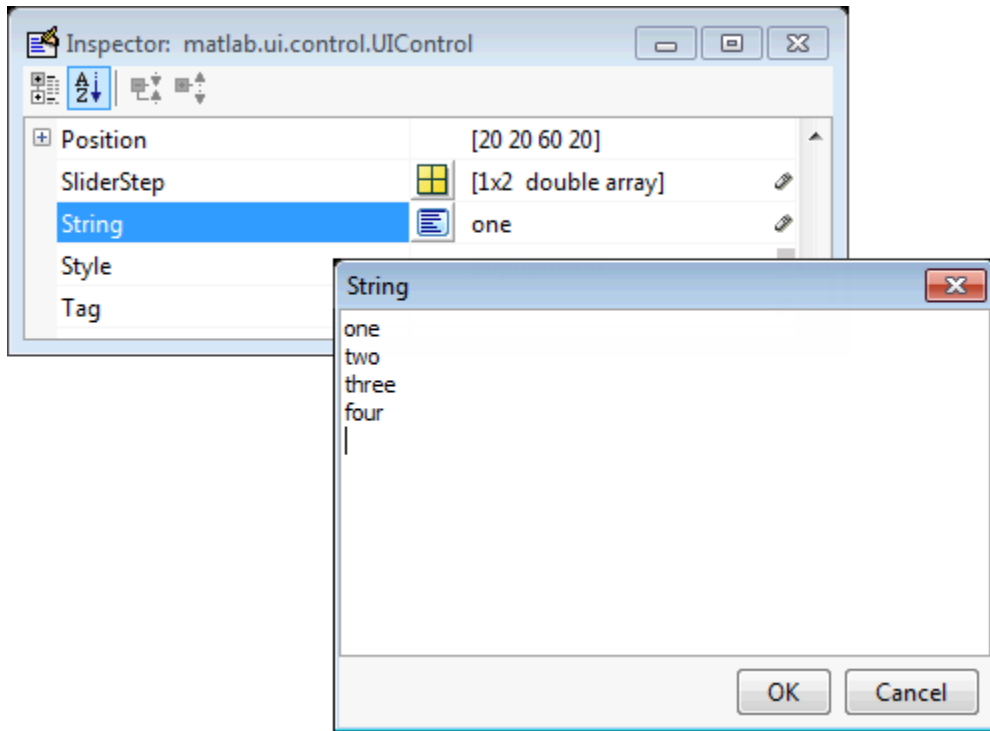 Inspector: matlab.ui.control.UIControl
Position [20 20 60 20]
SliderStep [1x2 double array]
String one
Style
Tag
String
one
two
three
four
OK Cancel